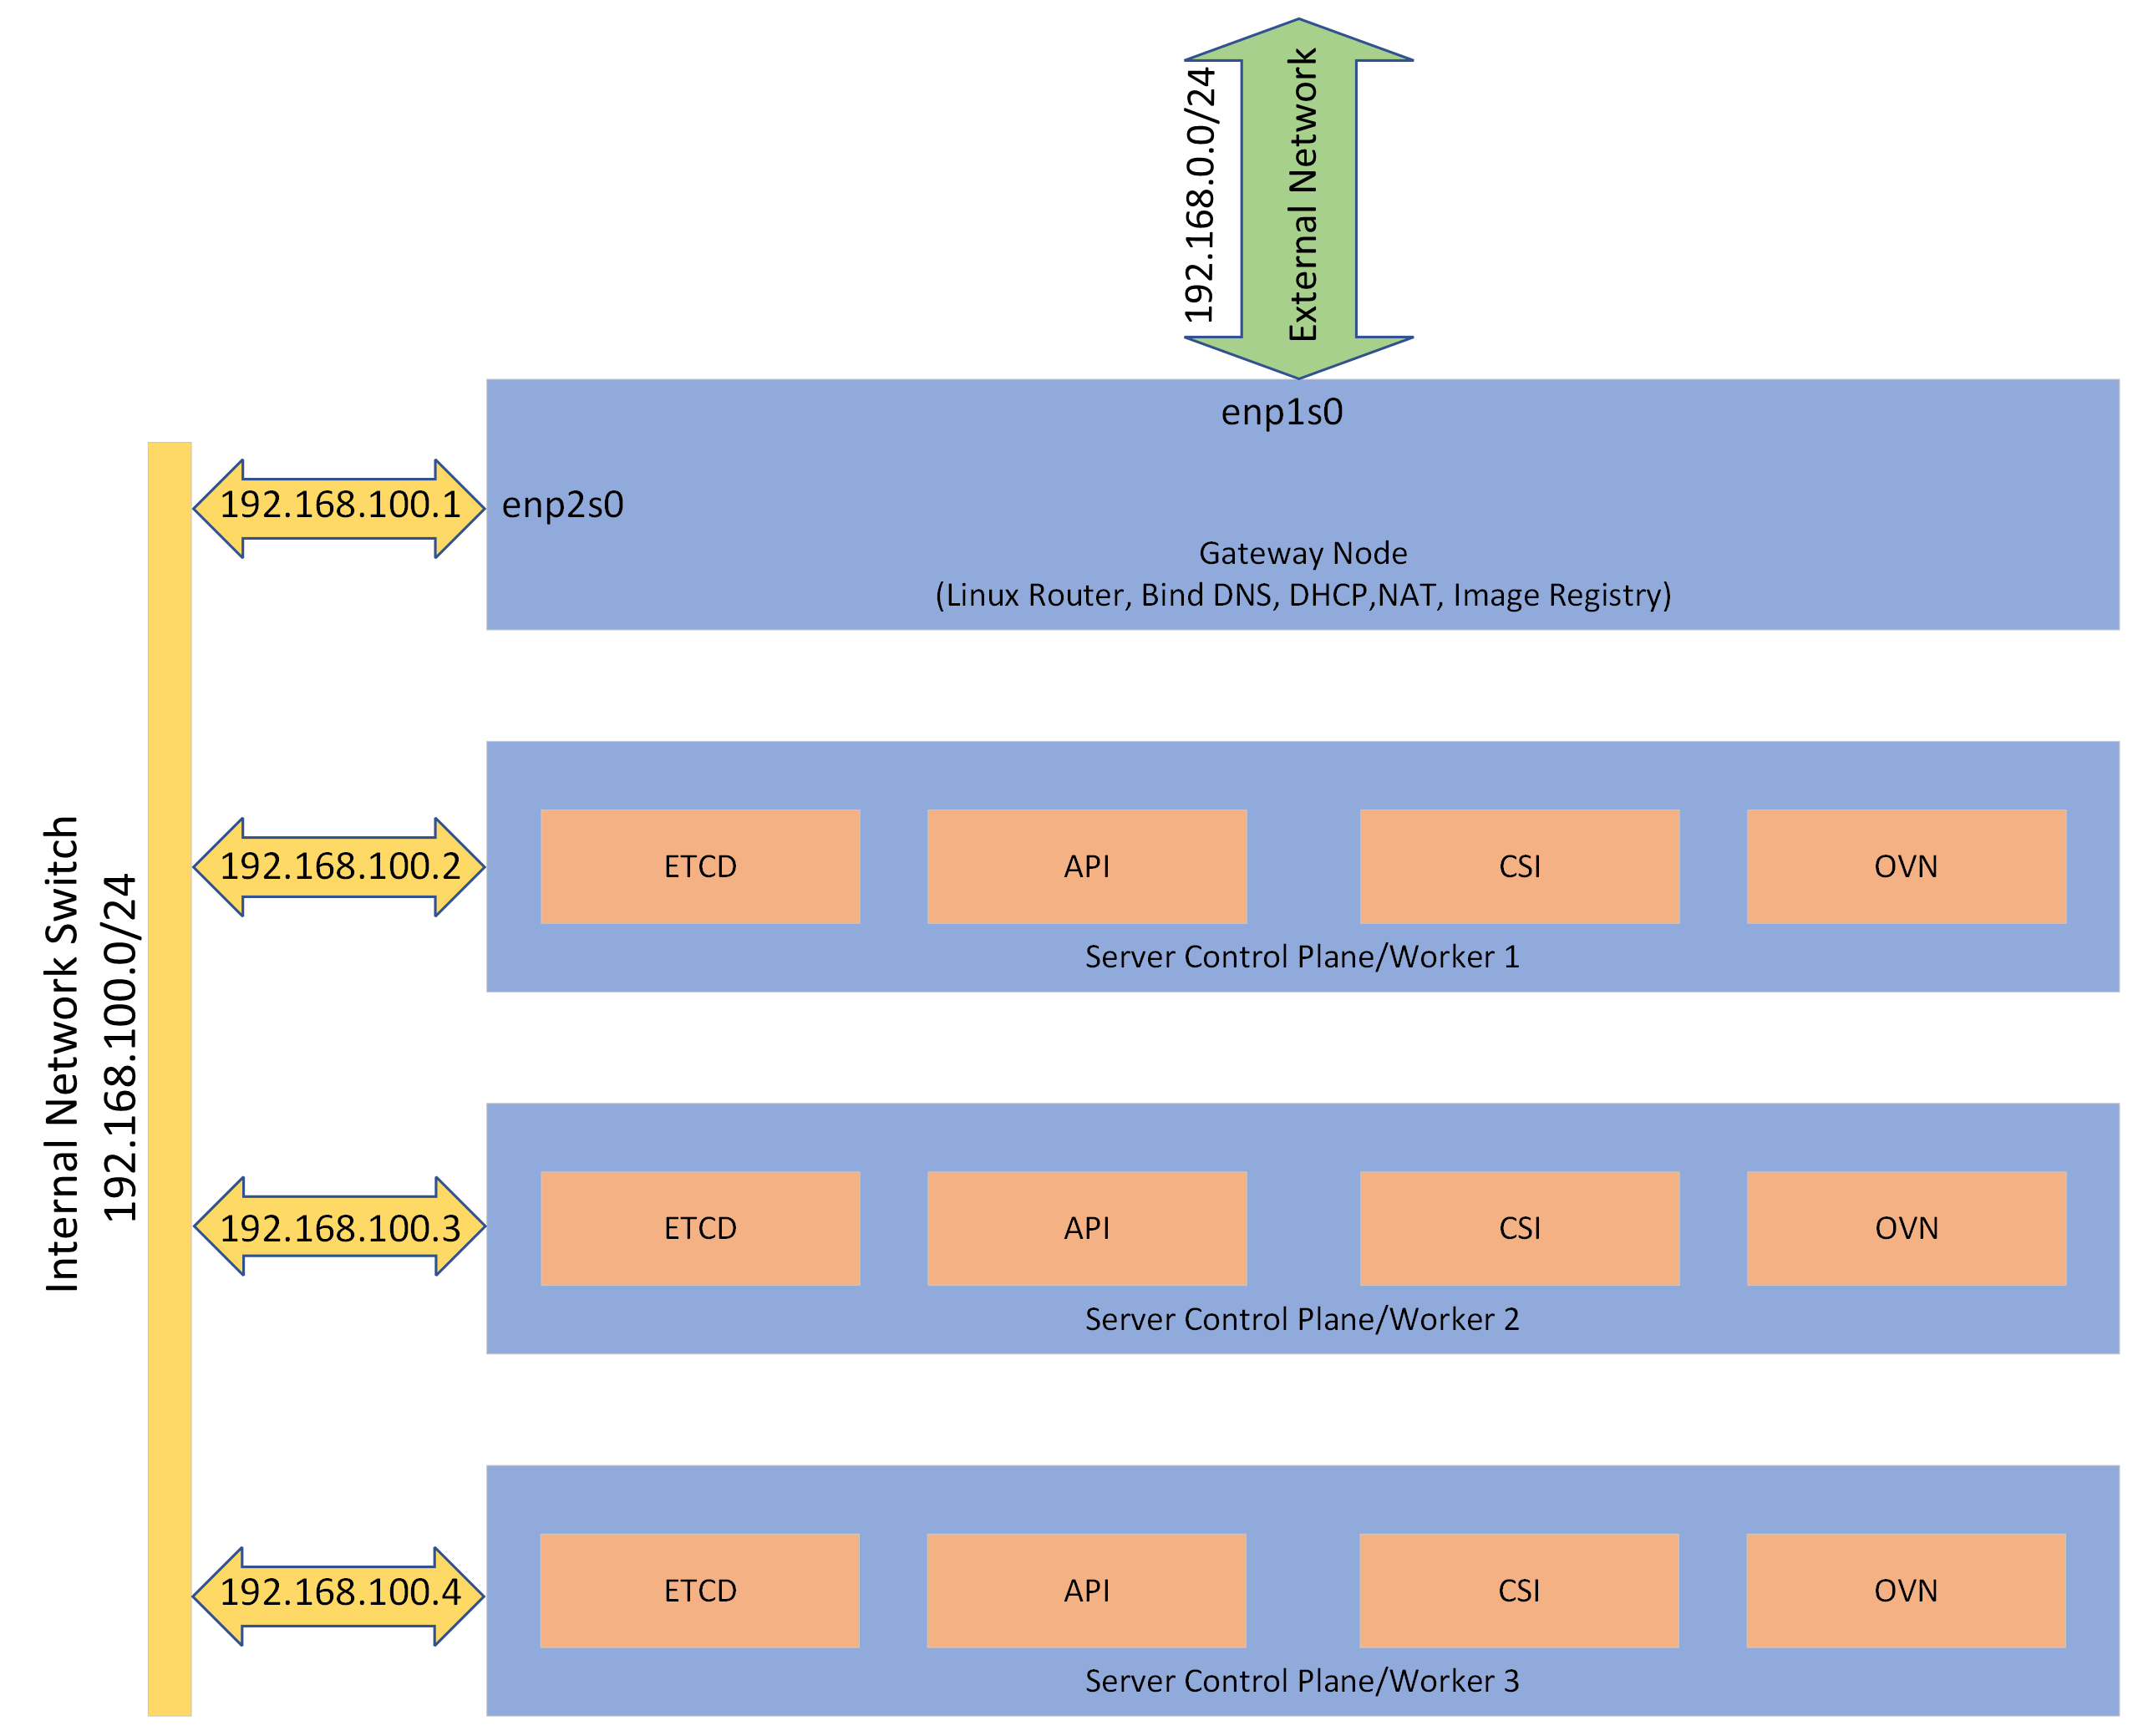 192.168.0.0/24
External Network
enp1s0
192.168.100.1
enp2s0
Gateway Node
(Linux Router, Bind DNS, DHCP,NAT, Image Registry)
Internal Network Switch
192.168.100.0/24
192.168.100.2
ETCD
API
CSI
OVN
Server Control Plane/Worker 1
192.168.100.3
ETCD
API
CSI
OVN
Server Control Plane/Worker 2
192.168.100.4
ETCD
API
CSI
OVN
Server Control Plane/Worker 3